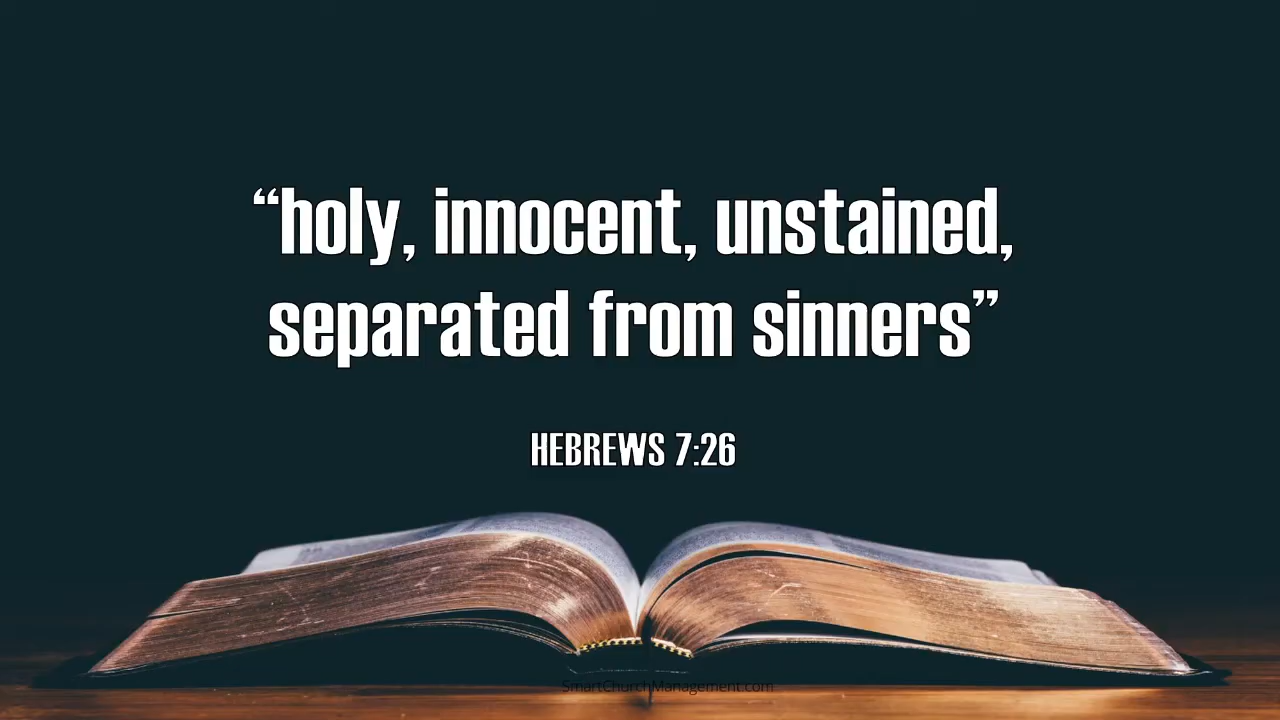 “holy, innocent, unstained,
separated from sinners”
HEBREWS 7:26
SmartChurchManagement.com